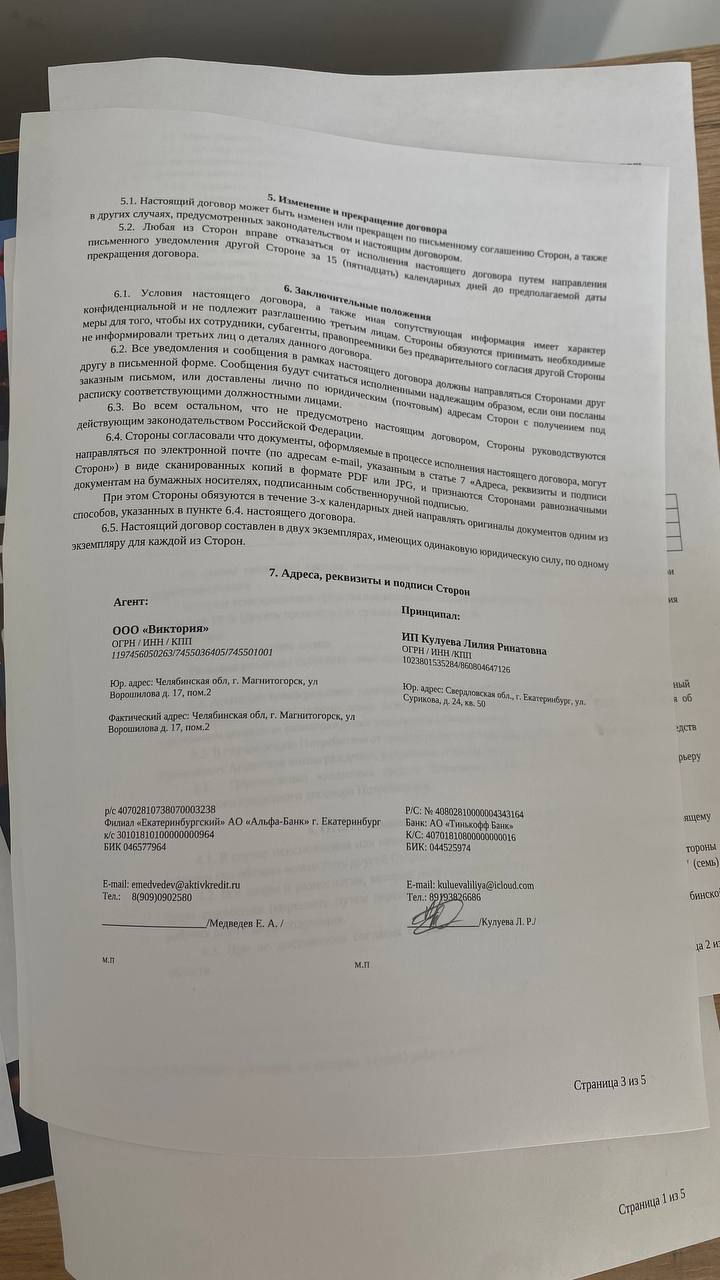 5. Изменение и прекращение договора
5.1. Настоящий договор может быть изменен или прекращен по письменному соглашению Сторон, а также
в других случаях, предусмотренных законодательством и настоящим договором.
5.2. Любая из Сторон вправе отказаться от исполнения настоящего договора путем направления
письменного уведомления другой Стороне за 15 (пятнадцать) календарных дней до предполагаемой даты
прекращения договора.
6. Заключительные положения
6.1. Условия настоящего договора, а также иная сопутствующая информация имеет характер
конфиденциальной и не подлежит разглашению третьим лицам. Стороны обязуются принимать необходимые
меры для того, чтобы их сотрудники, субагенты, правопреемники без предварительного согласия другой Стороны
не информировали третьих лиц о деталях данного договора.
6.2. Все уведомления и сообщения в рамках настоящего договора должны направляться Сторонами друг
другу в письменной форме. Сообщения будут считаться исполненными надлежащим образом, если они посланы
заказным письмом, или доставлены лично по юридическим (почтовым) адресам Сторон с получением под
расписку соответствующими должностными лицами.
6.3. Во всем остальном, что не предусмотрено настоящим договором, Стороны руководствуются
действующим законодательством Российской Федерации.
6.4. Стороны согласовали что документы, оформляемые в процессе исполнения настоящего договора, могут
направляться по электронной почте (по адресам e-mail, указанным в статье 7 «Адреса, реквизиты и подписи
Сторон») в виде сканированных копий в формате PDF или JPG, и признаются Сторонами равнозначными
документам на бумажных носителях, подписанным собственноручной подписью.
При этом Стороны обязуются в течение 3-х календарных дней направлять оригиналы документов одним из
способов, указанных в пункте 6.4. настоящего договора.
6.5. Настоящий договор составлен в двух экземплярах, имеющих одинаковую юридическую силу, по одному
экземпляру для каждой из Сторон.
7. Адреса, реквизиты и подписи Сторон
Агент:
ООО «Виктория»
ОГРН / ИНН / КПП
1197456050263/7455036405/745501001
Юр. адрес: Челябинская обл, г. Магнитогорск, ул
Ворошилова д. 17, пом.2
Фактический адрес: Челябинская обл, г. Магнитогорск, ул
Ворошилова д. 17, пом.2
р/с 40702810738070003238
Филиал «Екатеринбургский» АО «Альфа-Банк» г. Екатеринбург
к/с 30101810100000000964
БИК 046577964
E-mail: emedvedev@aktivkredit.ru
Тел.: 8(909)0902580
/Медведев Е. А. /
м.п
Принципал:
ИП Кулуева Лилия Ринатовна
ОГРН / ИНН /КПП
1023801535284/860804647126
Юр. адрес: Свердловская обл., г. Екатеринбург, ул.
Сурикова, д. 24, кв. 50
Р/С: № 40802810000004343164
Банк: АО «Тинькофф Банк»
К/С: 40701810800000000016
БИК: 044525974
E-mail: kuluevaliliya@icloud.com
Тел.: 89193826686
/Кулуева Л. Р./
м.п
Страница 3 из 5
ный
я об
едств
рьеру
ящему
тороны
(семь)
бинской
ца 2 из
Страница 1 из 5